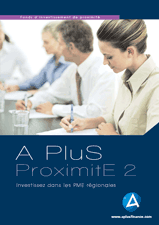 Fonds d'investissement de proximité
A PluS
ProximitE 2
Investissez dans les PME régionales
A
www.aplusfinance.com